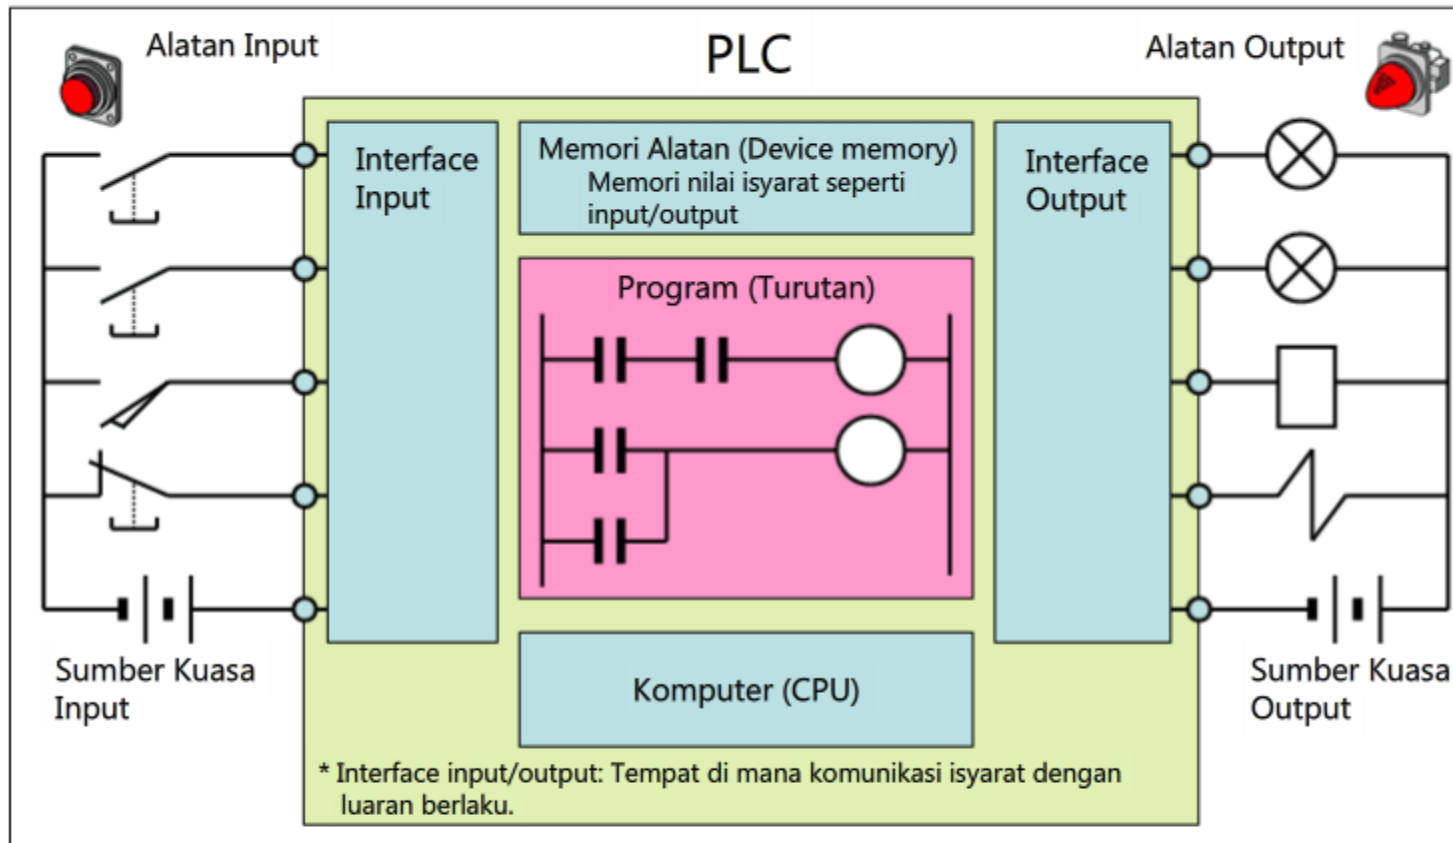 Alatan Input
PLC
Alatan Output
Interface
Input
Memori Alatan (Device memory)
Memori nilai isyarat seperti
input/output
Interface
Output
Program (Turutan)
Sumber Kuasa
Input
Komputer (CPU)
Sumber Kuasa
Output
* Interface input/output: Tempat di mana komunikasi isyarat dengan
luaran berlaku.